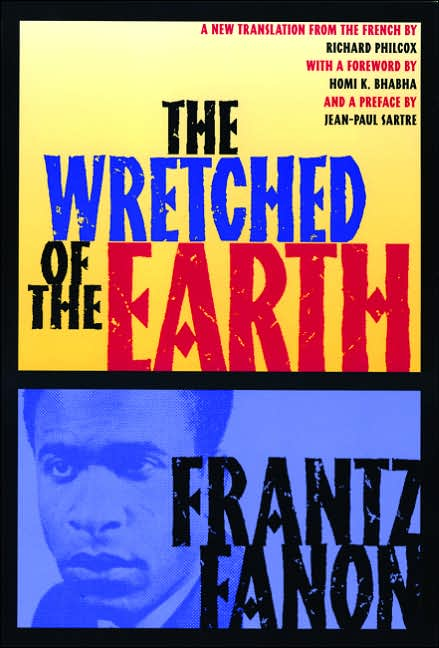 A NEW TRANSLATION FROM THE FRENCH BY
RICHARD PHILCOX
WITH A FOREWORD BY
HOMI K. BHABHA
AND A PREFACE BY
JEAN-PAUL SARTRE
THE
WRETCHED
OF
THE
EARTH
FRANTZ
FANON